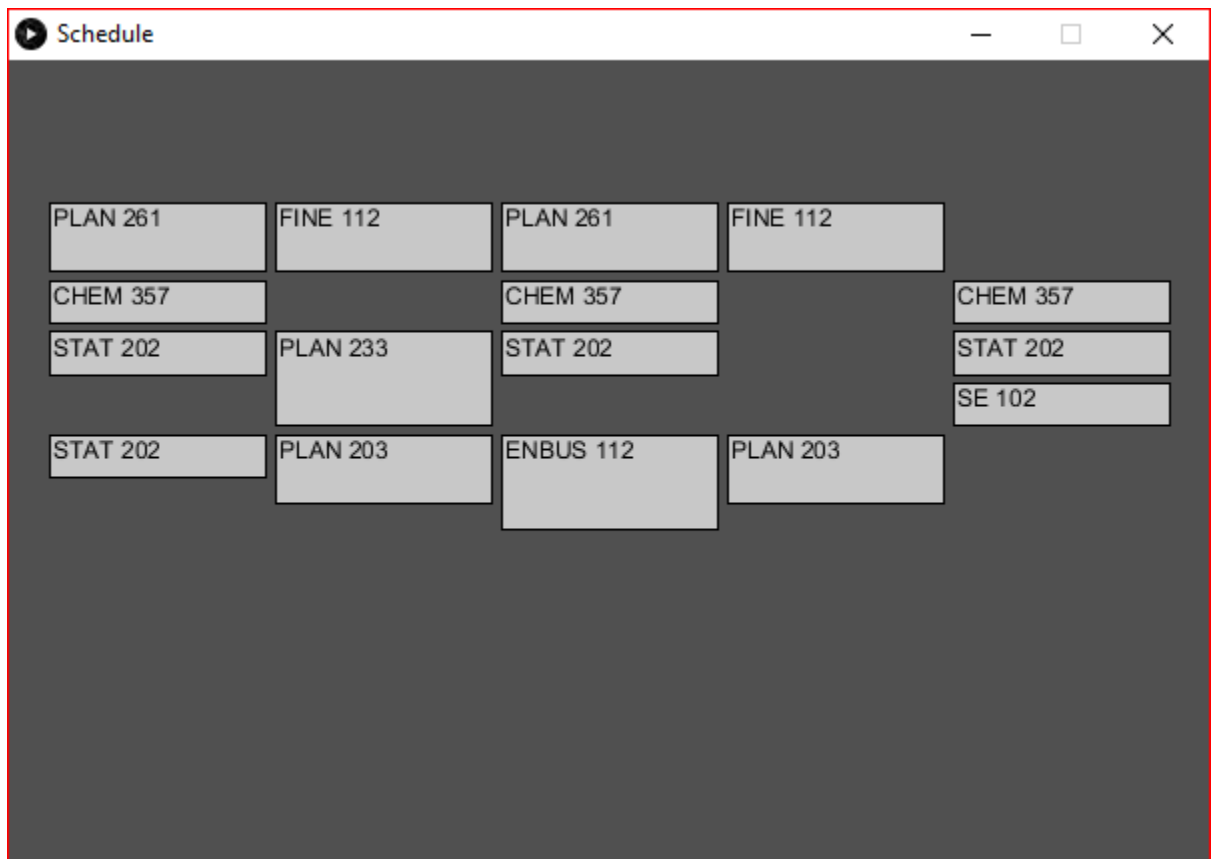 Schedule
PLAN 261 FINE 112 PLAN 261 FINE 112
CHEM 357 CHEM 357 CHEM 357
STAT 202 PLAN 233 STAT 202 STAT 202
SE 102
STAT 202 PLAN 203 ENBUS 112 PLAN 203